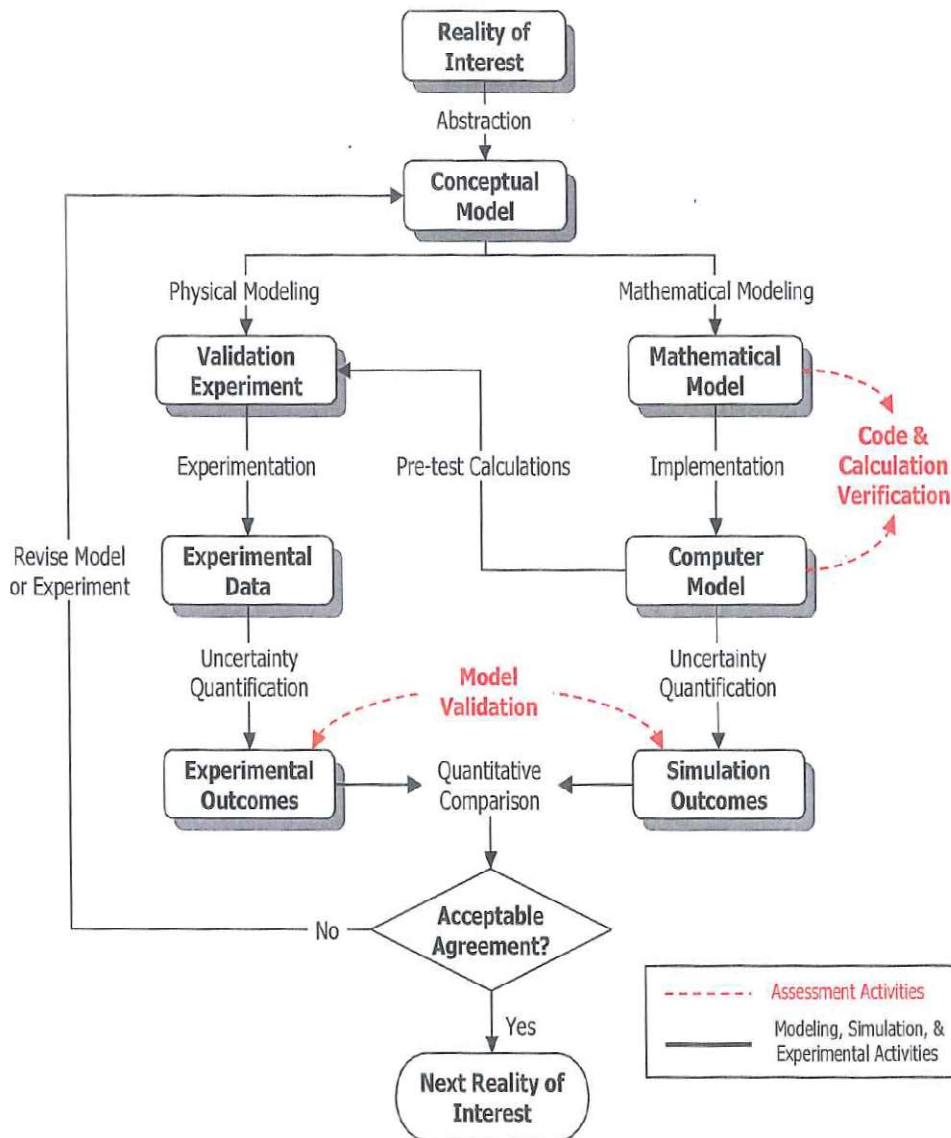 Reality of
Interest
Abstraction
Conceptual
Model
Physical Modeling
Mathematical Modeling
Validation
Experiment
Mathematical
Model
Code &
Calculation
Verification
Experimentation
Pre-test Calculations
Implementation
Revise Model
or Experiment
Experimental
Data
Computer
Model
Uncertainty
Quantification
Model
Validation
Uncertainty
Quantification
Experimental
Outcomes
Quantitative
Comparison
Simulation
Outcomes
No
Acceptable
Agreement?
Yes
Next Reality of
Interest
Assessment Activities
Modeling, Simulation, &
Experimental Activities